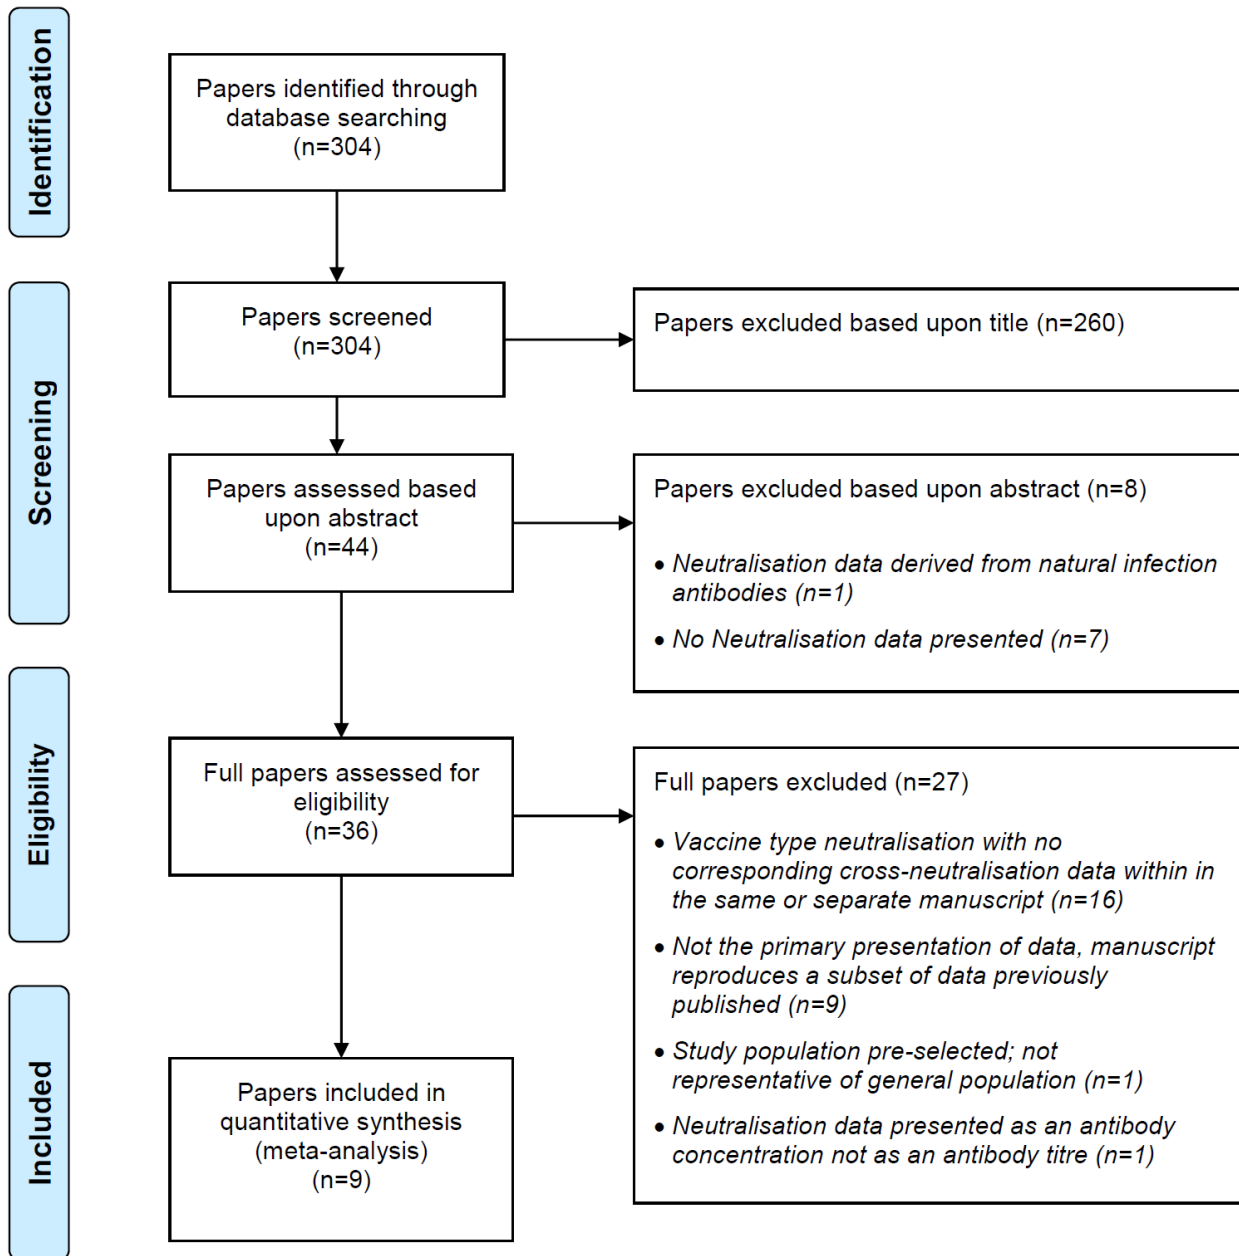 Identification
Papers identified through
database searching
(n=304)
Screening
Papers screened
(n=304)
Papers excluded based upon title (n=260)
Papers assessed based
upon abstract
(n=44)
Papers excluded based upon abstract (n=8)
• Neutralisation data derived from natural infection
antibodies (n=1)
• No Neutralisation data presented (n=7)
Eligibility
Full papers assessed for
eligibility
(n=36)
Full papers excluded (n=27)
• Vaccine type neutralisation with no
corresponding cross-neutralisation data within in
the same or separate manuscript (n=16)
• Not the primary presentation of data, manuscript
reproduces a subset of data previously
published (n=9)
• Study population pre-selected; not
representative of general population (n=1)
• Neutralisation data presented as an antibody
concentration not as an antibody titre (n=1)
Included
Papers included in
quantitative synthesis
(meta-analysis)
(n=9)